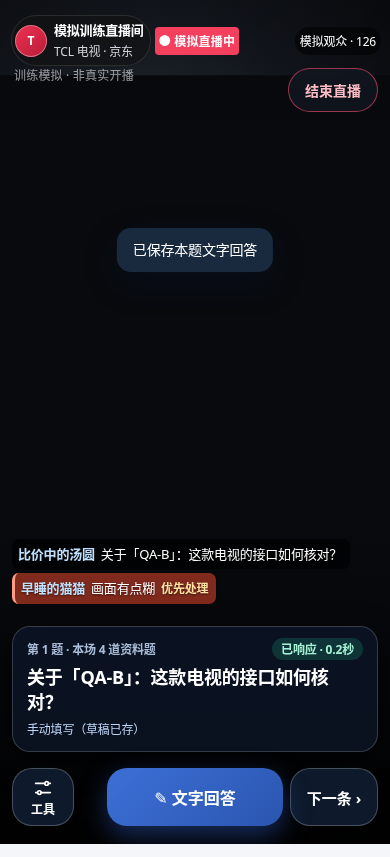 T
模拟训练直播间
TCL 电视 · 京东
模拟直播中
模拟观众 · 126
训练模拟 · 非真实开播
结束直播
已保存本题文字回答
比价中的汤圆 关于「QA-B」：这款电视的接口如何核对？
早睡的猫猫 画面有点糊 优先处理
第 1 题 · 本场 4 道资料题
已响应 · 0.2秒
关于「QA-B」：这款电视的接口如何核
对？
手动填写（草稿已存）
工具
✎ 文字回答
下一条 ›